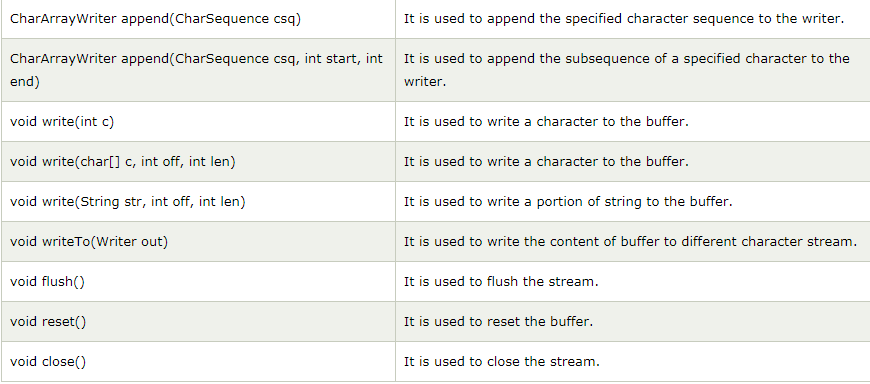 CharArrayWriter append(CharSequence csq)
It is used to append the specified character sequence to the writer.
CharArrayWriter append(CharSequence csq, int start, int
end)
It is used to append the subsequence of a specified character to the
writer.
void write(int c)
It is used to write a character to the buffer.
void write(char[] c, int off, int len)
It is used to write a character to the buffer.
void write(String str, int off, int len)
It is used to write a portion of string to the buffer.
void writeTo(Writer out)
It is used to write the content of buffer to different character stream.
void flush()
It is used to flush the stream.
void reset()
It is used to reset the buffer.
void close()
It is used to close the stream.